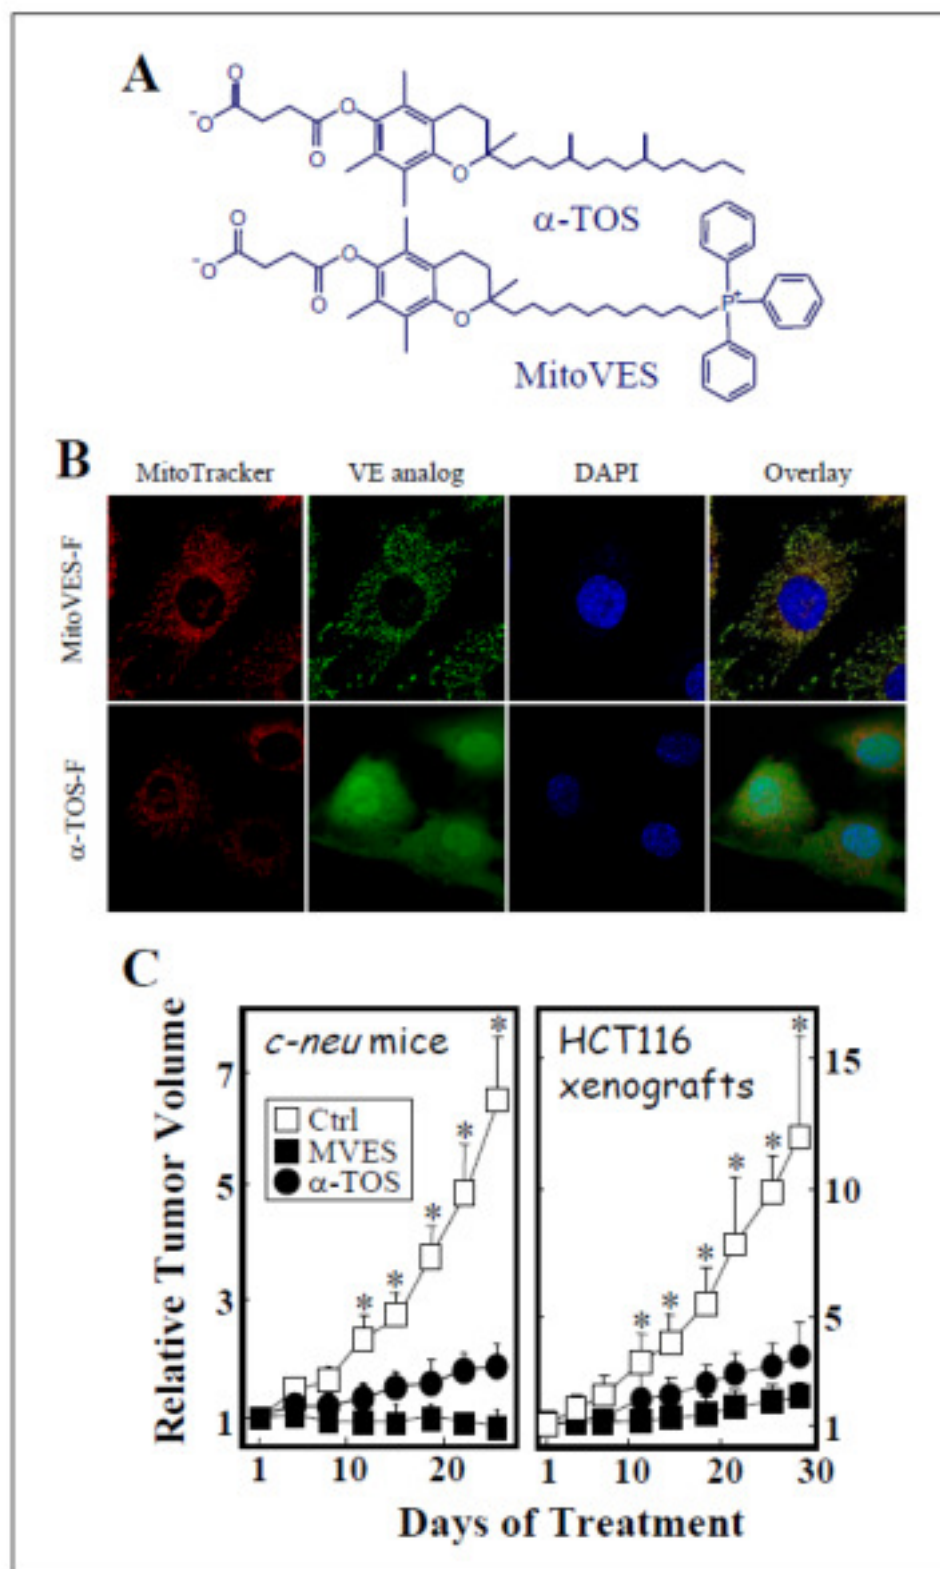 A
O
⁻O
O
O
O
α-TOS
O
⁻O
O
O
O
P⁺
MitoVES
B
MitoTracker VE analog DAPI Overlay
MitoVES-F
α-TOS-F
C
Relative Tumor Volume
c-neu mice
7
5
3
1
Ctrl
MVES
α-TOS
* * * * *
1 10 20
HCT116
xenografts
15
10
5
1
* * * * * *
1 10 20 30
Days of Treatment